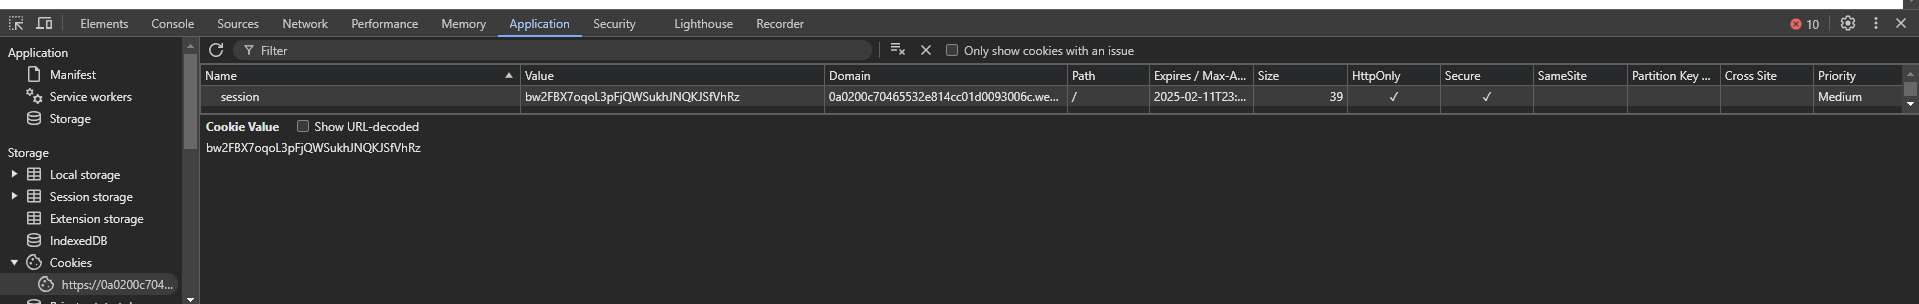 Elements Console Sources Network Performance Memory Application Security Lighthouse Recorder 10
Application
Manifest
Service workers
Storage
Storage
Local storage
Session storage
Extension storage
IndexedDB
Cookies
https://0a0200c704...
Filter Only show cookies with an issue
Name Value Domain Path Expires / Max-A... Size HttpOnly Secure SameSite Partition Key ... Cross Site Priority
session bw2FBX7oqoL3pFjQWSukhJNQKJSfVhRz 0a0200c70465532e814cc01d0093006c.we... / 2025-02-11T23:... 39 ✓ ✓ Medium
Cookie Value Show URL-decoded
bw2FBX7oqoL3pFjQWSukhJNQKJSfVhRz